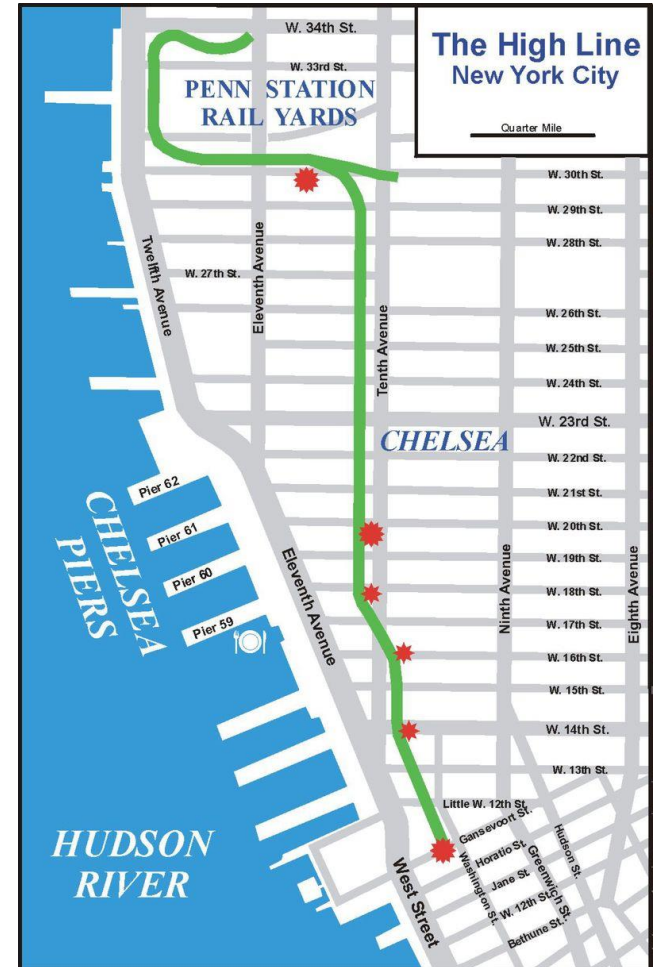 The High Line
New York City
Quarter Mile
W. 34th St.
W. 33rd St.
PENN STATION
RAIL YARDS
W. 30th St.
W. 29th St.
W. 28th St.
Twelfth Avenue
Eleventh Avenue
W. 27th St.
Tenth Avenue
W. 26th St.
W. 25th St.
W. 24th St.
W. 23rd St.
CHELSEA
W. 22nd St.
Pier 62
W. 21st St.
CHELSEA
PIERS
Pier 61
W. 20th St.
Pier 60
Eleventh Avenue
W. 19th St.
Ninth Avenue
Eighth Avenue
W. 18th St.
Pier 59
W. 17th St.
W. 16th St.
W. 15th St.
W. 14th St.
W. 13th St.
Little W. 12th St.
Gansevoort St.
Hudson St.
HUDSON
RIVER
Horatio St.
Washington St.
Greenwich St.
Jane St.
West Street
W. 12th St.
Bethune St.